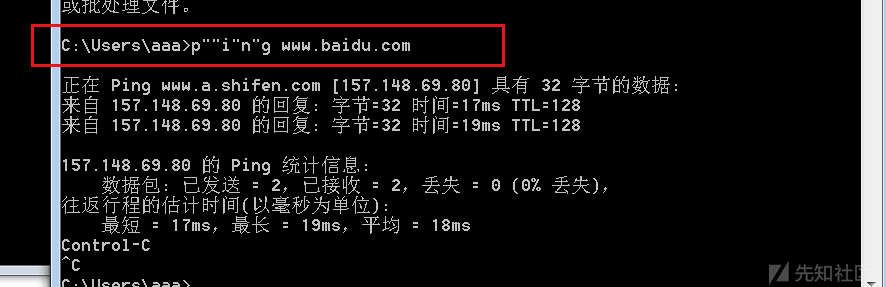 或批处理文件。
C:\Users\aaa>p""i"n"g www.baidu.com
正在 Ping www.a.shifen.com [157.148.69.80] 具有 32 字节的数据:
来自 157.148.69.80 的回复: 字节=32 时间=17ms TTL=128
来自 157.148.69.80 的回复: 字节=32 时间=19ms TTL=128
157.148.69.80 的 Ping 统计信息:
数据包: 已发送 = 2，已接收 = 2，丢失 = 0 (0% 丢失)，
往返行程的估计时间(以毫秒为单位):
最短 = 17ms，最长 = 19ms，平均 = 18ms
Control-C
^C
C:\Users\aaa>
先知社区